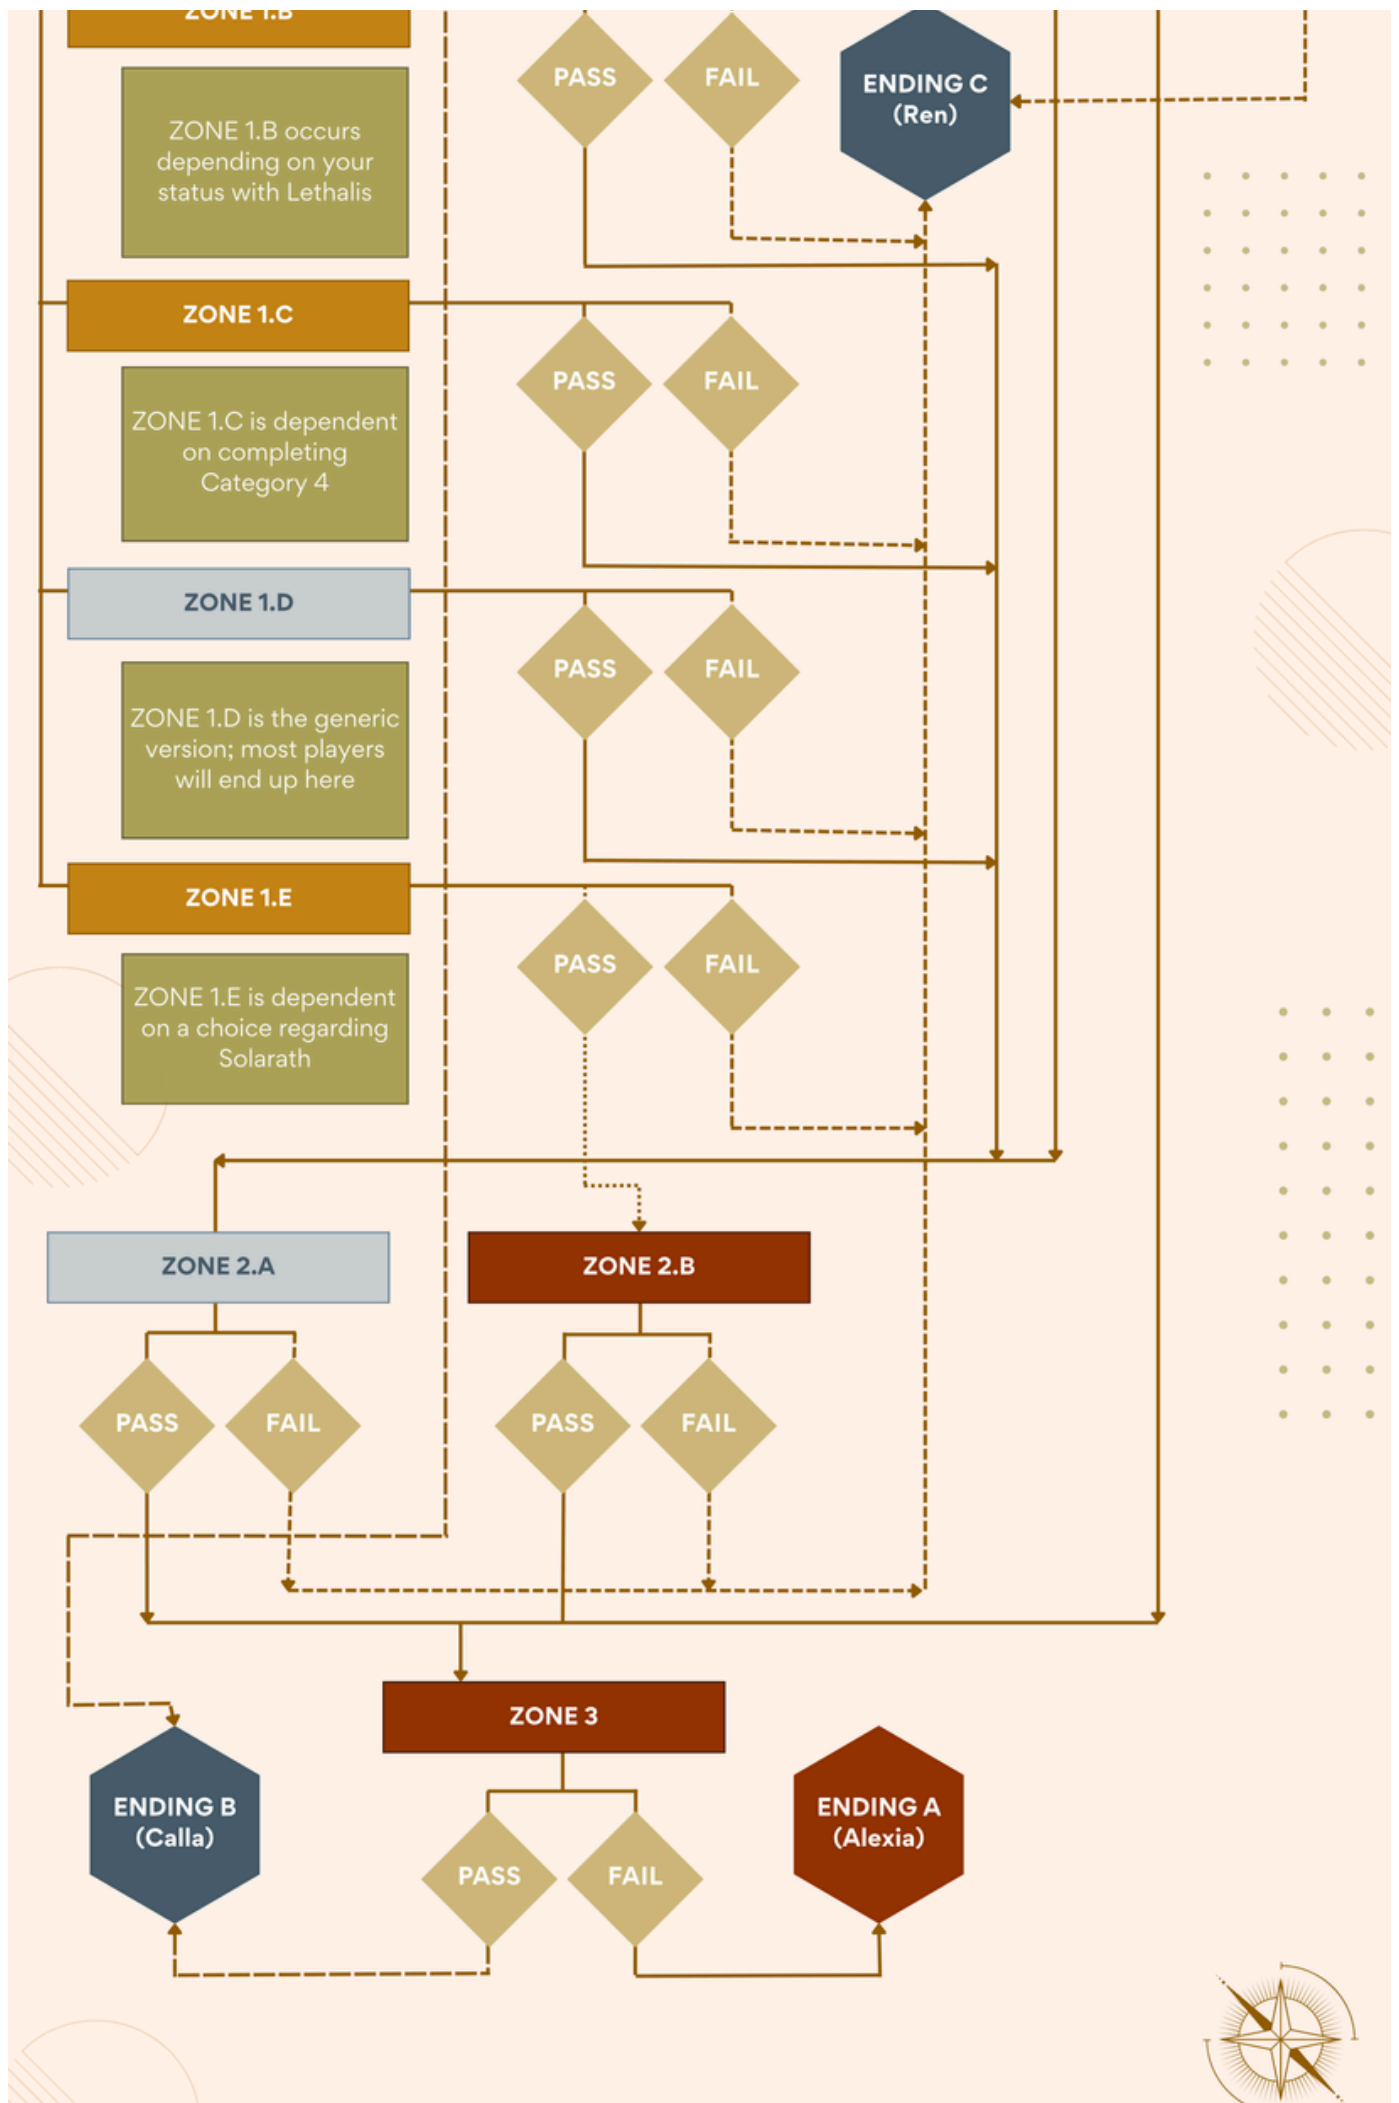 ZONE 1.B
PASS
FAIL
ENDING C
(Ren)
ZONE 1.B occurs
depending on your
status with Lethalis
ZONE 1.C
PASS
FAIL
ZONE 1.C is dependent
on completing
Category 4
ZONE 1.D
PASS
FAIL
ZONE 1.D is the generic
version; most players
will end up here
ZONE 1.E
PASS
FAIL
ZONE 1.E is dependent
on a choice regarding
Solarath
ZONE 2.A
ZONE 2.B
PASS
FAIL
PASS
FAIL
ZONE 3
ENDING B
(Calla)
ENDING A
(Alexia)
PASS
FAIL